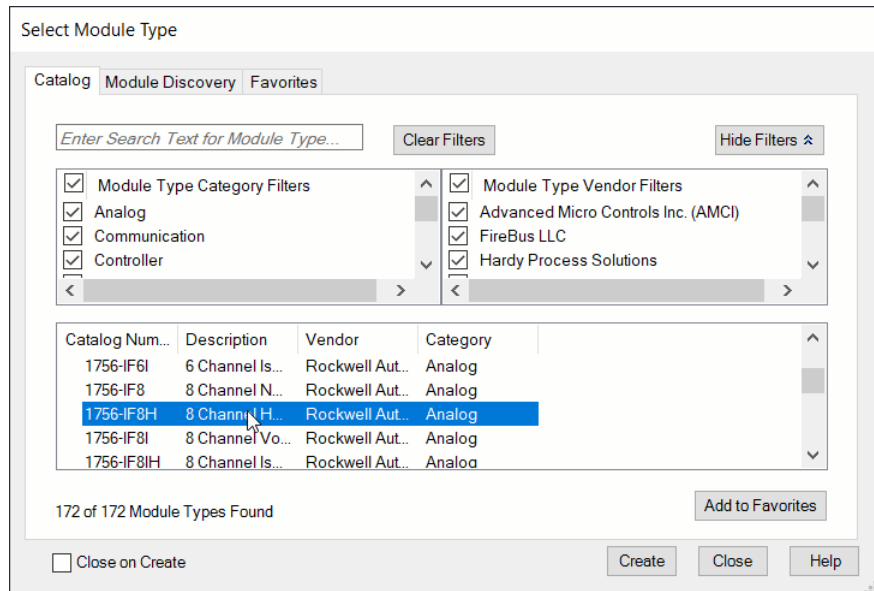 Select Module Type
Catalog Module Discovery Favorites
Enter Search Text for Module Type... Clear Filters Hide Filters
Module Type Category Filters Module Type Vendor Filters
Analog Advanced Micro Controls Inc. (AMCI)
Communication FireBus LLC
Controller Hardy Process Solutions
Catalog Num... Description Vendor Category
1756-IF6I 6 Channel Is... Rockwell Aut... Analog
1756-IF8 8 Channel N... Rockwell Aut... Analog
1756-IF8H 8 Channel H... Rockwell Aut... Analog
1756-IF8I 8 Channel Vo... Rockwell Aut... Analog
1756-IF8IH 8 Channel Is... Rockwell Aut... Analog
172 of 172 Module Types Found Add to Favorites
Close on Create Create Close Help